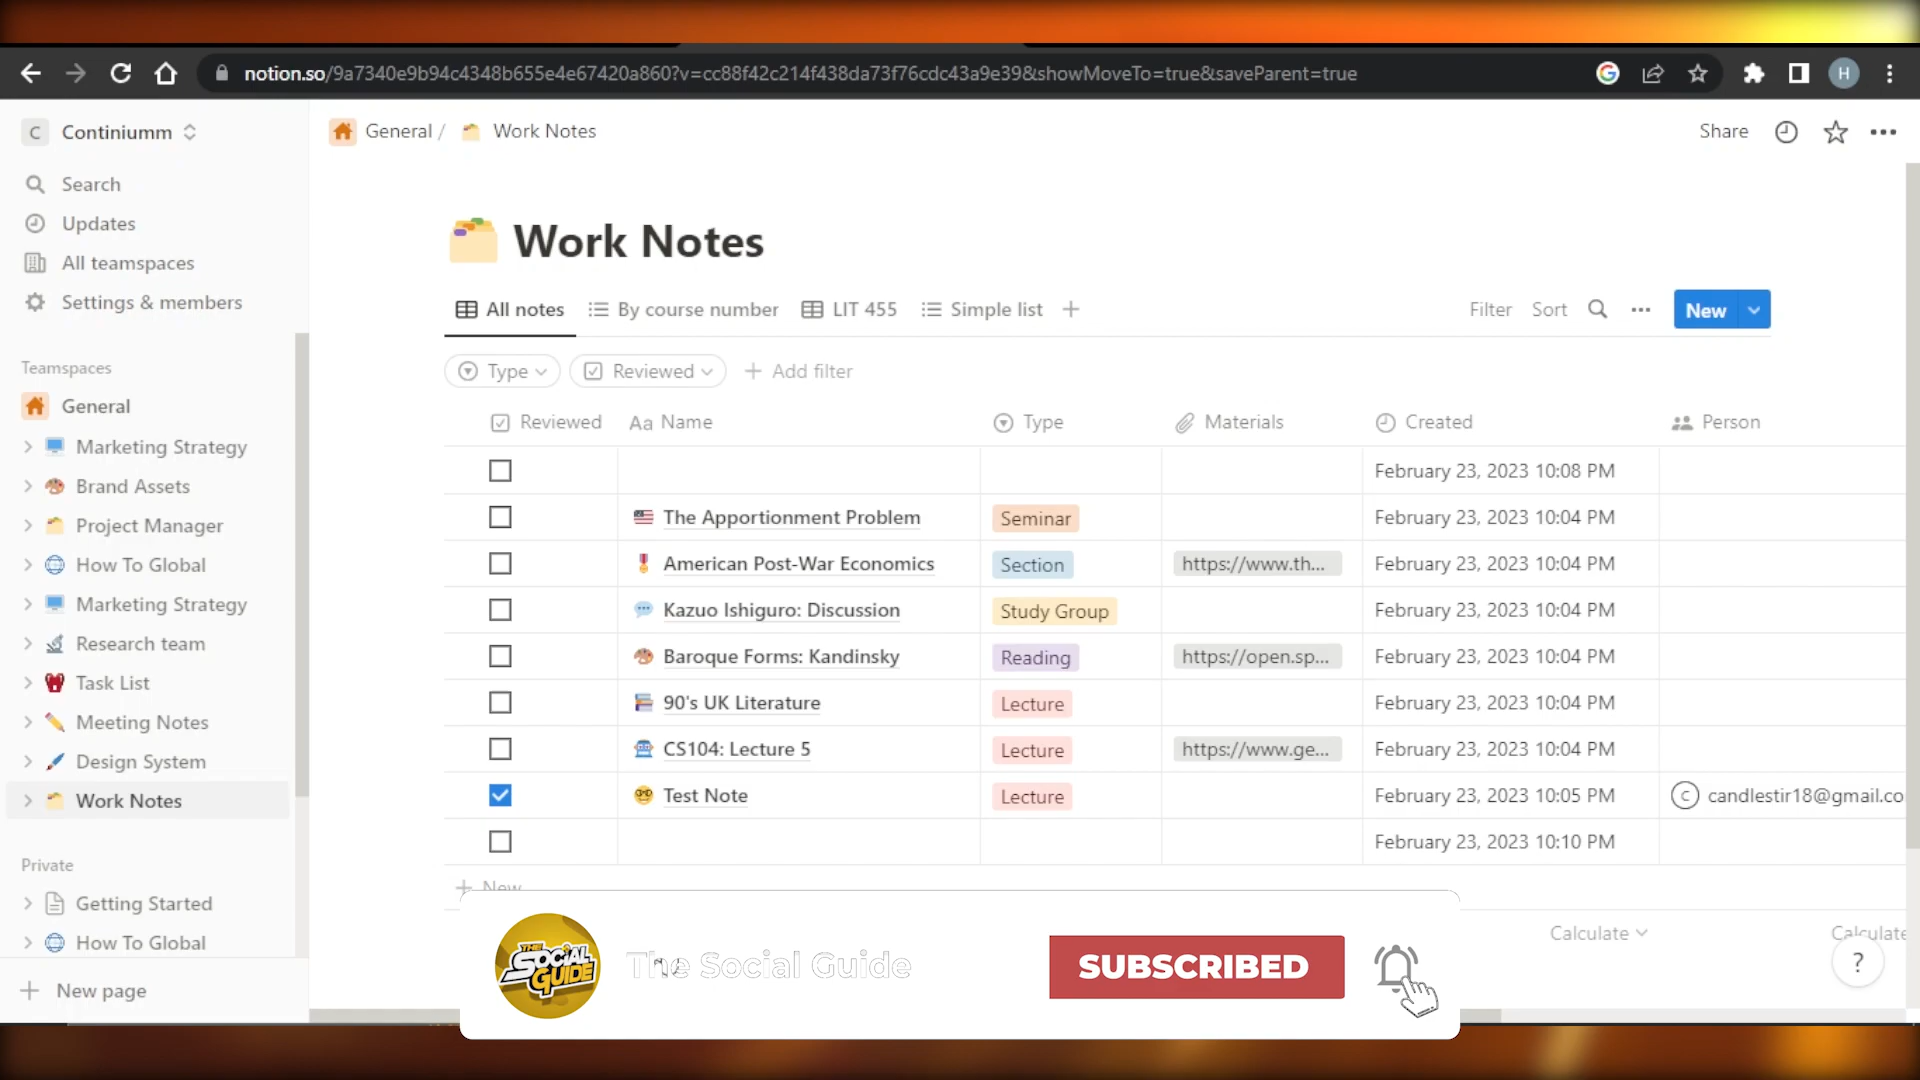 notion.so/9a7340e9b94c4348b655e4e67420a860?v=cc88f42c214f438da73f76cdc43a9e39&showMoveTo=true&saveParent=true
H
C Continiumm
General / Work Notes
Share
Search
Updates
All teamspaces
Settings & members
Work Notes
All notes
By course number
LIT 455
Simple list
Filter
Sort
New
Type
Reviewed
Add filter
Teamspaces
General
Marketing Strategy
Brand Assets
Project Manager
How To Global
Marketing Strategy
Research team
Task List
Meeting Notes
Design System
Work Notes
Private
Getting Started
How To Global
New page
Reviewed Aa Name Type Materials Created Person
February 23, 2023 10:08 PM
The Apportionment Problem Seminar February 23, 2023 10:04 PM
American Post-War Economics Section https://www.th... February 23, 2023 10:04 PM
Kazuo Ishiguro: Discussion Study Group February 23, 2023 10:04 PM
Baroque Forms: Kandinsky Reading https://open.sp... February 23, 2023 10:04 PM
90's UK Literature Lecture February 23, 2023 10:04 PM
CS104: Lecture 5 Lecture https://www.ge... February 23, 2023 10:04 PM
Test Note Lecture February 23, 2023 10:05 PM C candlestir18@gmail.co
February 23, 2023 10:10 PM
New
Calculate
Calculate
?
THE SOCIAL GUIDE
The Social Guide
SUBSCRIBED